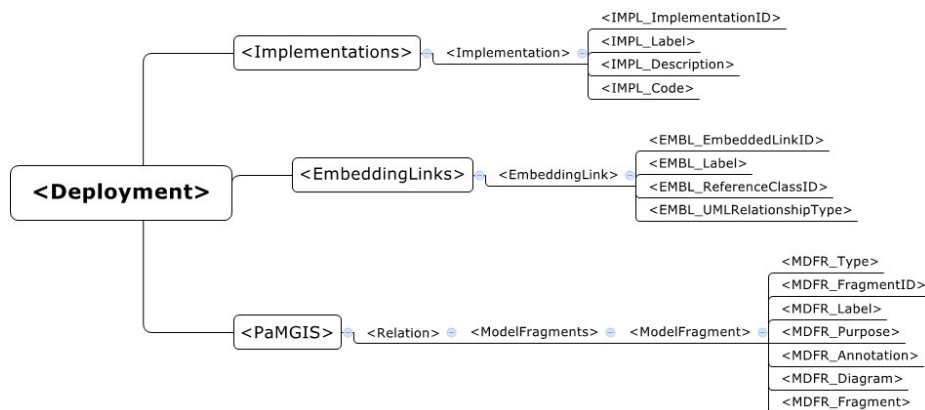 <Deployment>
<Implementations>
<Implementation>
<IMPL_ImplementationID>
<IMPL_Label>
<IMPL_Description>
<IMPL_Code>
<EmbeddingLinks>
<EmbeddingLink>
<EMBL_EmbeddedLinkID>
<EMBL_Label>
<EMBL_ReferenceClassID>
<EMBL_UMLRelationshipType>
<PaMGIS>
<Relation>
<ModelFragments>
<ModelFragment>
<MDFR_Type>
<MDFR_FragmentID>
<MDFR_Label>
<MDFR_Purpose>
<MDFR_Annotation>
<MDFR_Diagram>
<MDFR_Fragment>